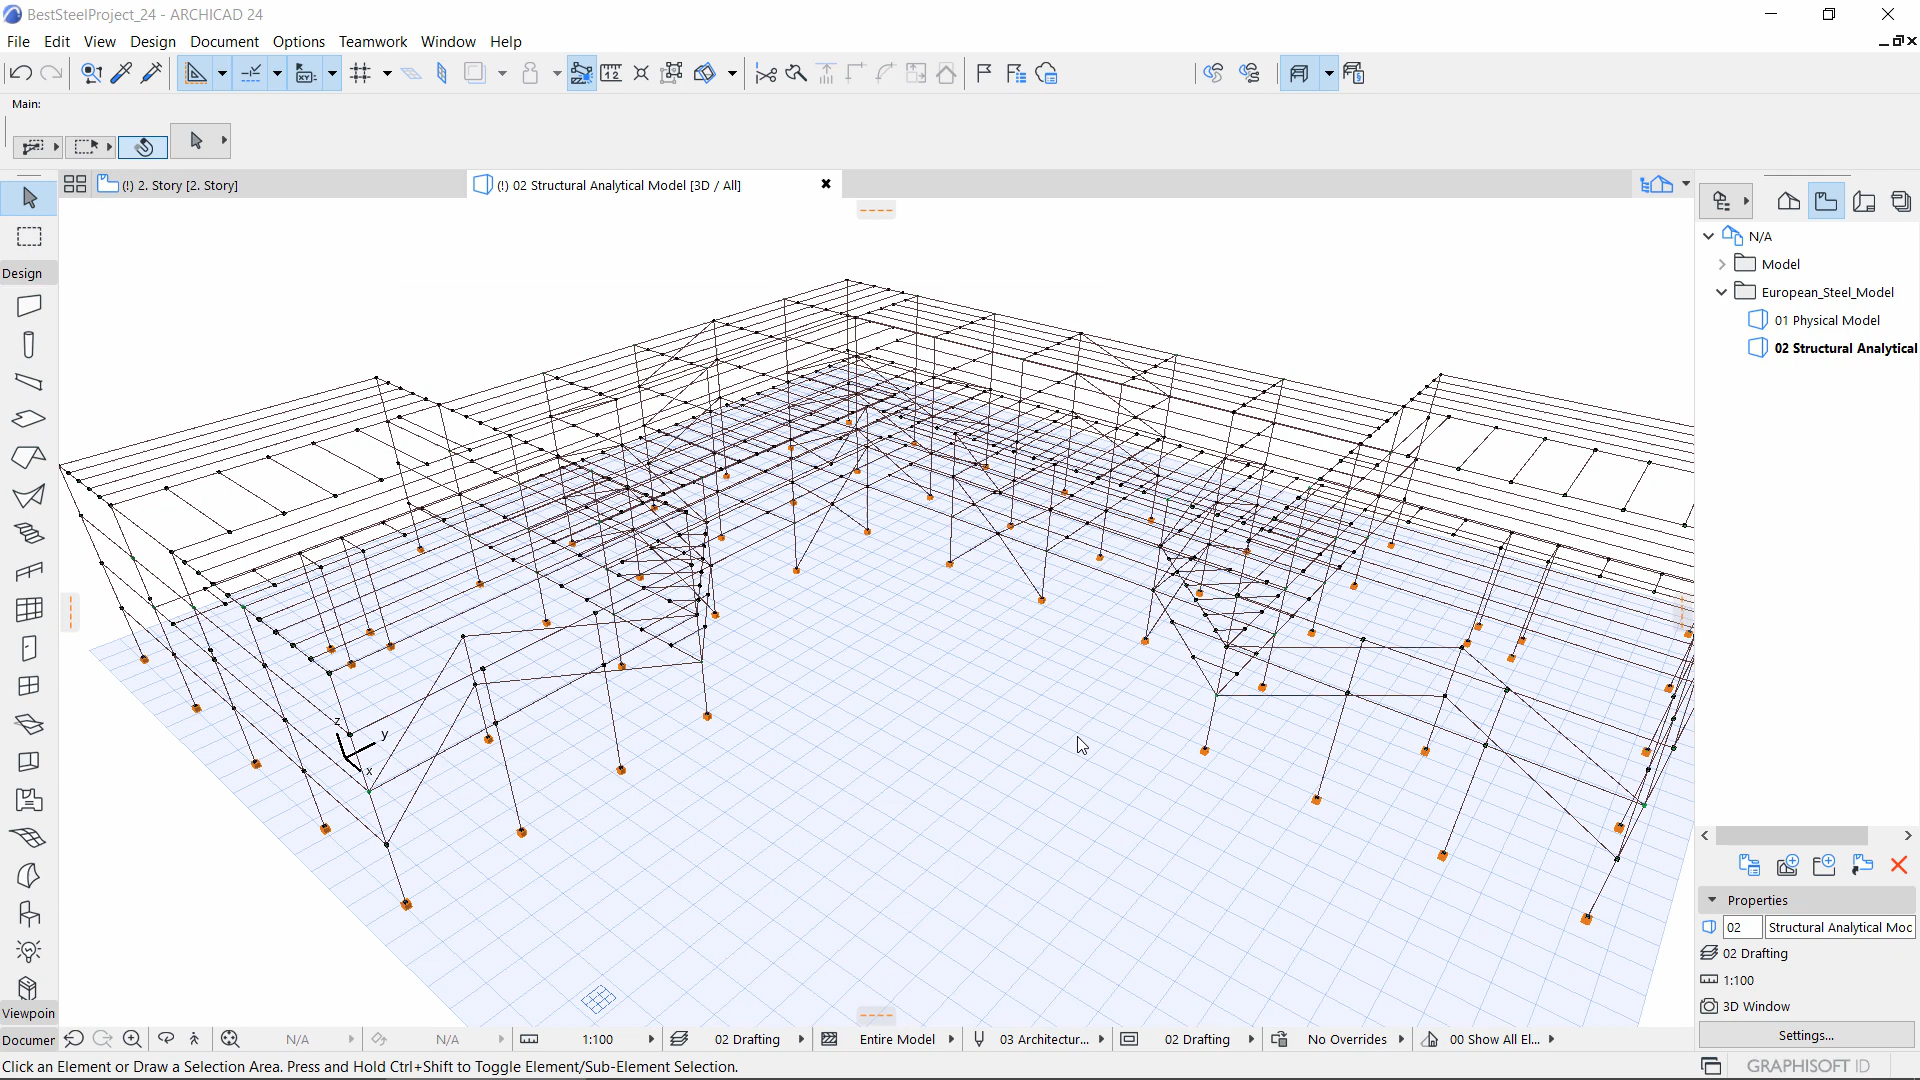 BestSteelProject_24 - ARCHICAD 24
File Edit View Design Document Options Teamwork Window Help
Main:
(!) 2. Story [2. Story]
(!) 02 Structural Analytical Model [3D / All]
N/A
Model
European_Steel_Model
01 Physical Model
02 Structural Analytical
Design
z
y
x
Properties
02 Structural Analytical Moc
02 Drafting
1:100
3D Window
Settings...
Viewpoin
Documer
N/A N/A 1:100 02 Drafting Entire Model 03 Architectur... 02 Drafting No Overrides 00 Show All El...
Click an Element or Draw a Selection Area. Press and Hold Ctrl+Shift to Toggle Element/Sub-Element Selection.
GRAPHISOFT ID